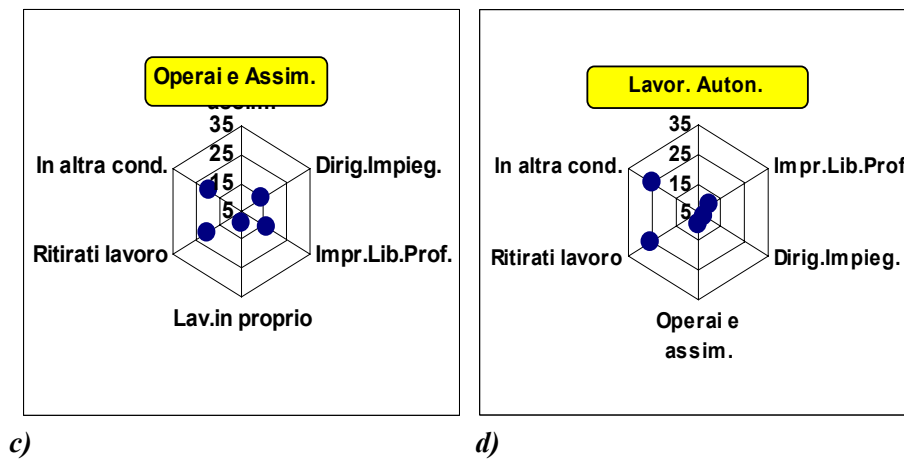 Operai e Assim.
35
25
15
5
In altra cond.
Dirig.Impieg.
Ritirati lavoro
Impr.Lib.Prof.
Lav.in proprio
c)
Lavor. Auton.
35
25
15
5
In altra cond.
Impr.Lib.Prof
Ritirati lavoro
Dirig.Impieg.
Operai e
assim.
d)